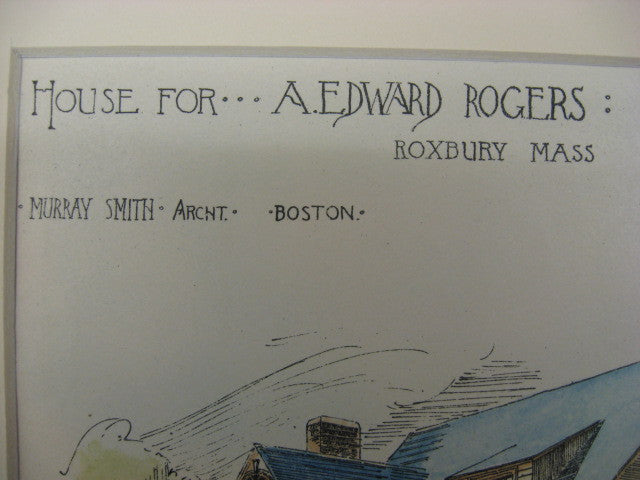 HOUSE FOR··· A. EDWARD ROGERS :
ROXBURY MASS
·MURRAY SMITH· ARCHT.· ·BOSTON.·